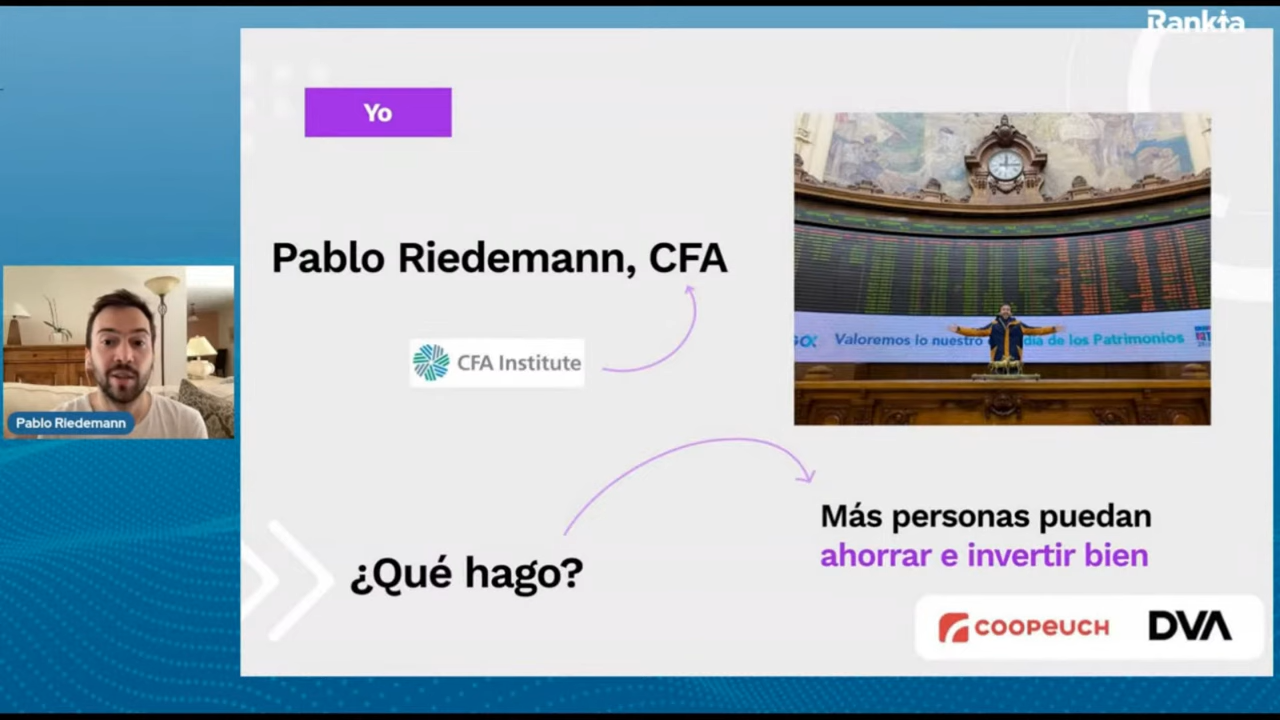 Rankia
Yo
Pablo Riedemann, CFA
CFA Institute
Valoremos lo nuestro
día de los Patrimonios
Pablo Riedemann
¿Qué hago?
Más personas puedan
ahorrar e invertir bien
COOPEUCH
DVA